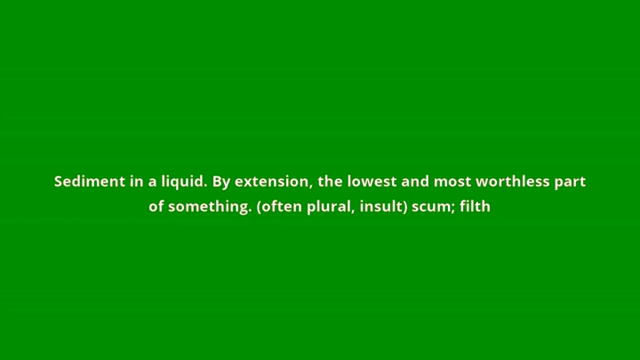 Sediment in a liquid. By extension, the lowest and most worthless part
of something. (often plural, insult) scum; filth